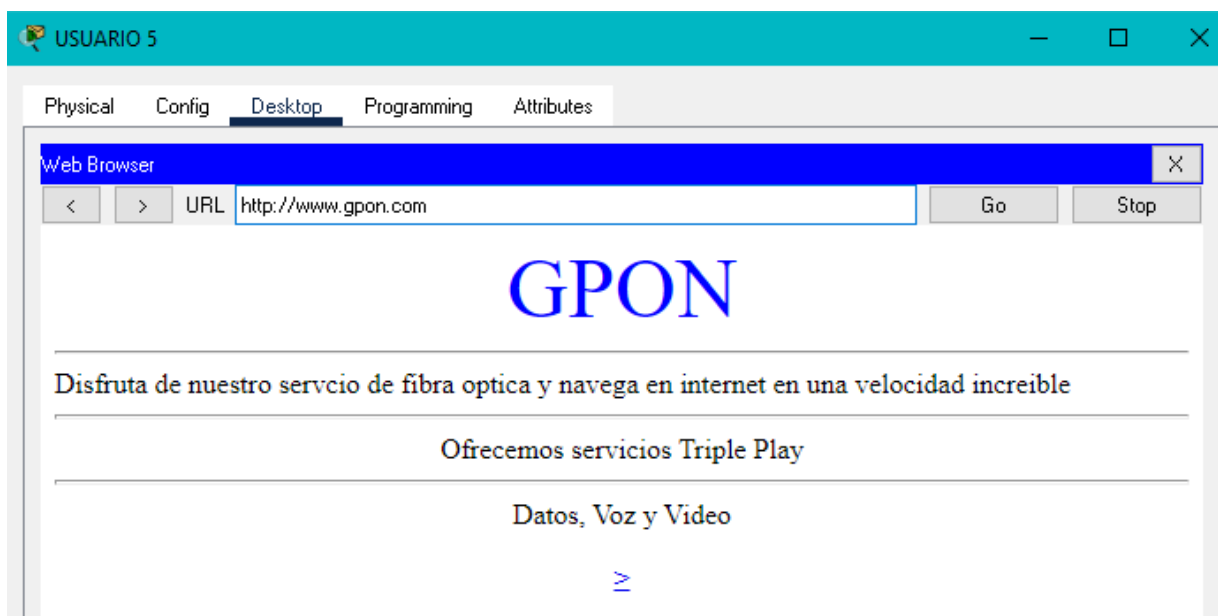 USUARIO 5
Physical Config Desktop Programming Attributes
Web Browser X
< > URL http://www.gpon.com Go Stop
GPON
Disfruta de nuestro servcio de fibra optica y navega en internet en una velocidad increible
Ofrecemos servicios Triple Play
Datos, Voz y Video
>